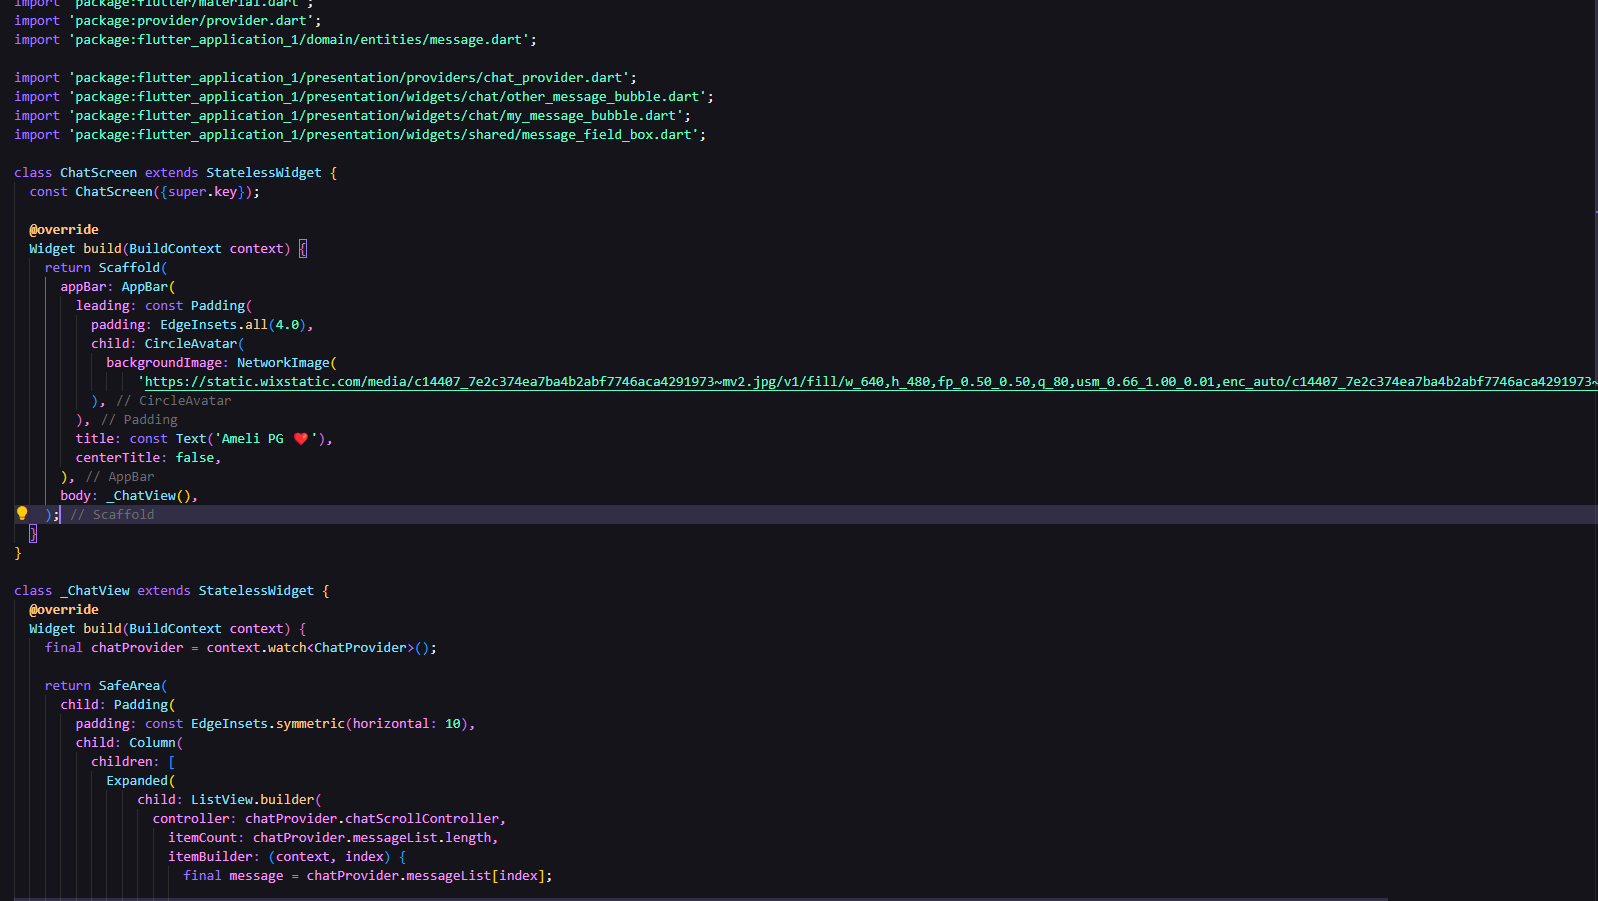 import 'package:flutter/material.dart';
import 'package:provider/provider.dart';
import 'package:flutter_application_1/domain/entities/message.dart';
import 'package:flutter_application_1/presentation/providers/chat_provider.dart';
import 'package:flutter_application_1/presentation/widgets/chat/other_message_bubble.dart';
import 'package:flutter_application_1/presentation/widgets/chat/my_message_bubble.dart';
import 'package:flutter_application_1/presentation/widgets/shared/message_field_box.dart';
class ChatScreen extends StatelessWidget {
const ChatScreen({super.key});
@override
Widget build(BuildContext context) {
return Scaffold(
appBar: AppBar(
leading: const Padding(
padding: EdgeInsets.all(4.0),
child: CircleAvatar(
backgroundImage: NetworkImage(
'https://static.wixstatic.com/media/c14407_7e2c374ea7ba4b2abf7746aca4291973~mv2.jpg/v1/fill/w_640,h_480,fp_0.50_0.50,q_80,usm_0.66_1.00_0.01,enc_auto/c14407_7e2c374ea7ba4b2abf7746aca4291973~
), // CircleAvatar
), // Padding
title: const Text('Ameli PG ❤️'),
centerTitle: false,
), // AppBar
body: _ChatView(),
); // Scaffold
}
}
class _ChatView extends StatelessWidget {
@override
Widget build(BuildContext context) {
final chatProvider = context.watch<ChatProvider>();
return SafeArea(
child: Padding(
padding: const EdgeInsets.symmetric(horizontal: 10),
child: Column(
children: [
Expanded(
child: ListView.builder(
controller: chatProvider.chatScrollController,
itemCount: chatProvider.messageList.length,
itemBuilder: (context, index) {
final message = chatProvider.messageList[index];